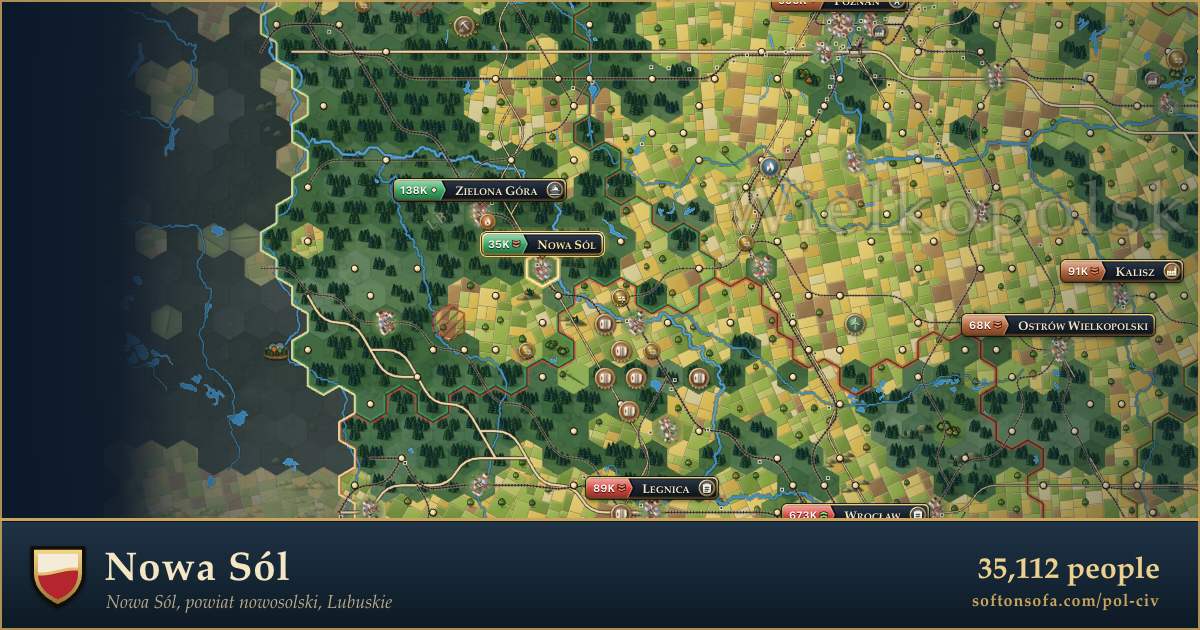 POZNAŃ
Wielkopolsk
138K ZIELONA GÓRA
35K NOWA SÓL
91K KALISZ
68K OSTRÓW WIELKOPOLSKI
89K LEGNICA
673K WROCŁAW
Nowa Sól
Nowa Sól, powiat nowosolski, Lubuskie
35,112 people
softonsofa.com/pol-civ